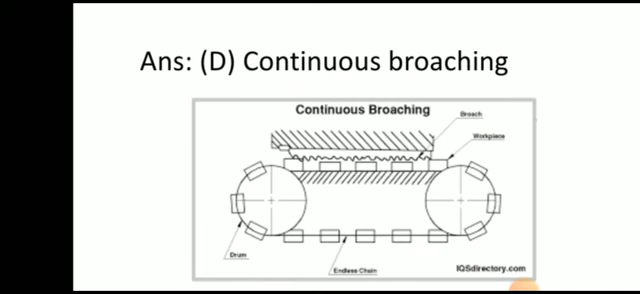 Ans: (D) Continuous broaching
Continuous Broaching
Broach
Workpiece
Drum
Endless Chain
IQSdirectory.com